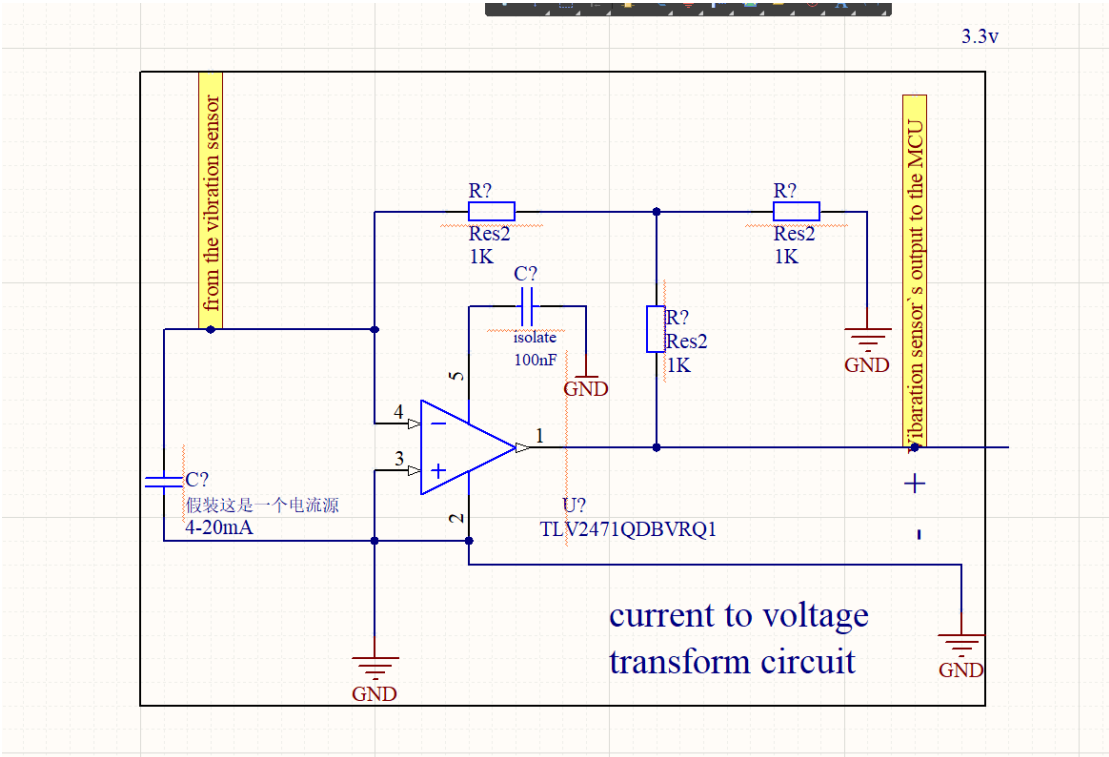 3.3v
from the vibration sensor
R?
Res2
1K
R?
Res2
1K
C?
isolate
100nF
GND
R?
Res2
1K
GND
Vibaration sensor`s output to the MCU
5
4
3
1
2
C?
假装这是一个电流源
4-20mA
U?
TLV2471QDBVRQ1
+
-
current to voltage
transform circuit
GND
GND